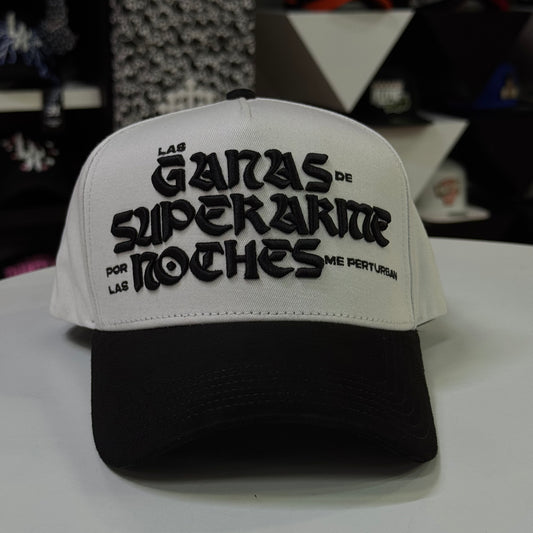 LAS
GANAS DE
SUPERARME
POR LAS NOCHES ME PERTURBAN